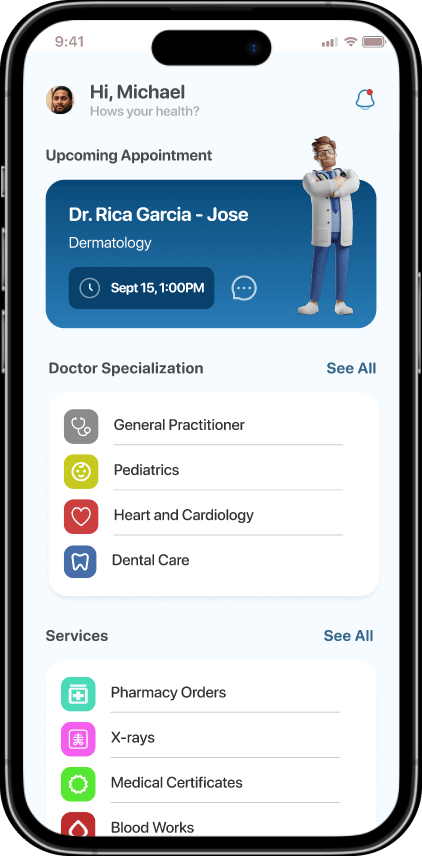 9:41
Hi, Michael
Hows your health?
Upcoming Appointment
Dr. Rica Garcia - Jose
Dermatology
Sept 15, 1:00PM
Doctor Specialization See All
General Practitioner
Pediatrics
Heart and Cardiology
Dental Care
Services See All
Pharmacy Orders
X-rays
Medical Certificates
Blood Works